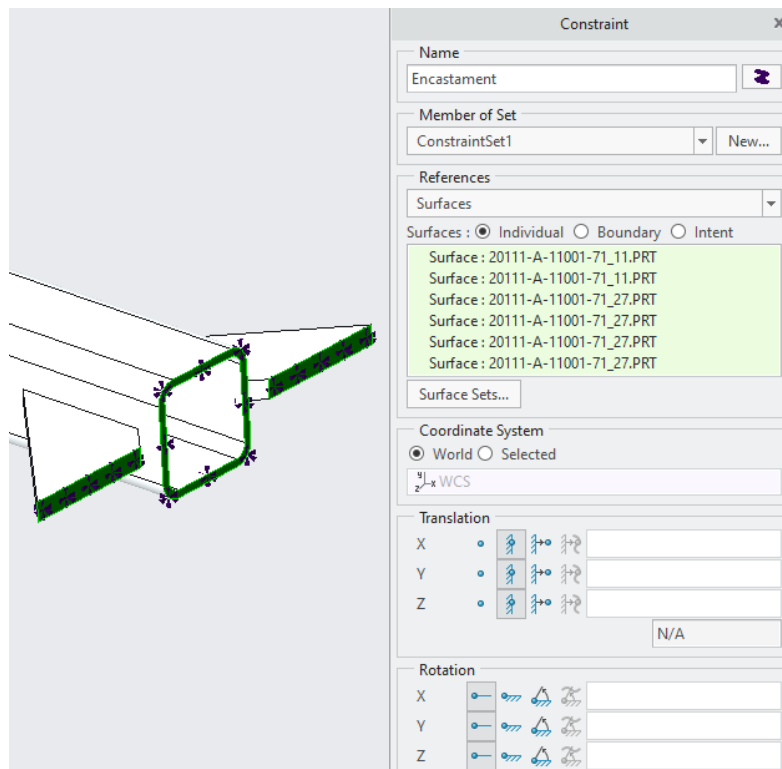 Constraint
x
Name
Encastament
Member of Set
ConstraintSet1
New...
References
Surfaces
Surfaces : Individual Boundary Intent
Surface : 20111-A-11001-71_11.PRT
Surface : 20111-A-11001-71_11.PRT
Surface : 20111-A-11001-71_27.PRT
Surface : 20111-A-11001-71_27.PRT
Surface : 20111-A-11001-71_27.PRT
Surface : 20111-A-11001-71_27.PRT
Surface Sets...
Coordinate System
World Selected
y z x WCS
Translation
X
Y
Z
N/A
Rotation
X
Y
Z